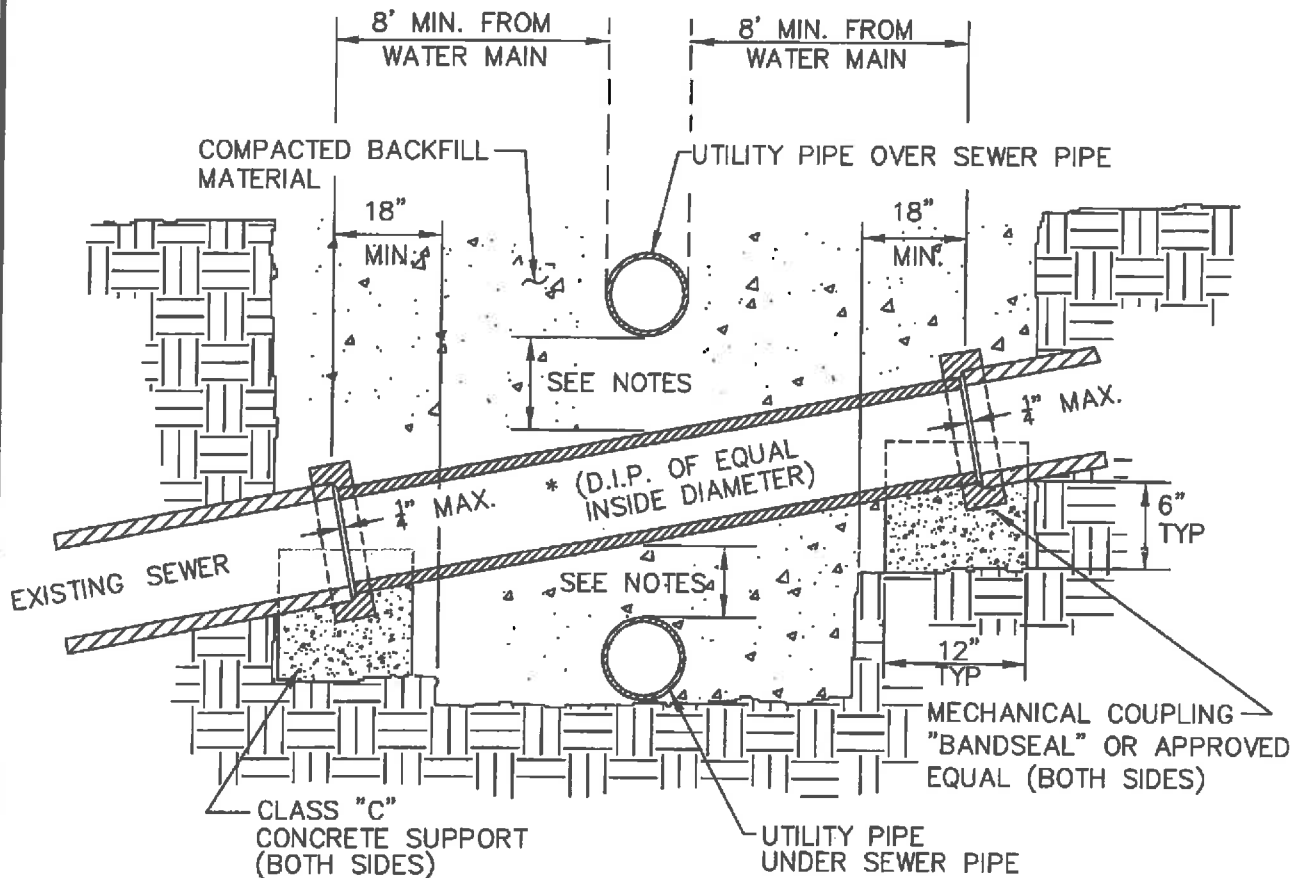 8' MIN. FROM
WATER MAIN
8' MIN. FROM
WATER MAIN
COMPACTED BACKFILL
MATERIAL
UTILITY PIPE OVER SEWER PIPE
18"
MIN.
18"
MIN.
SEE NOTES
1/4" MAX.
* (D.I.P. OF EQUAL
INSIDE DIAMETER)
1/4" MAX.
EXISTING SEWER
SEE NOTES
6"
TYP
12"
TYP
MECHANICAL COUPLING
"BANDSEAL" OR APPROVED
EQUAL (BOTH SIDES)
CLASS "C"
CONCRETE SUPPORT
(BOTH SIDES)
UTILITY PIPE
UNDER SEWER PIPE